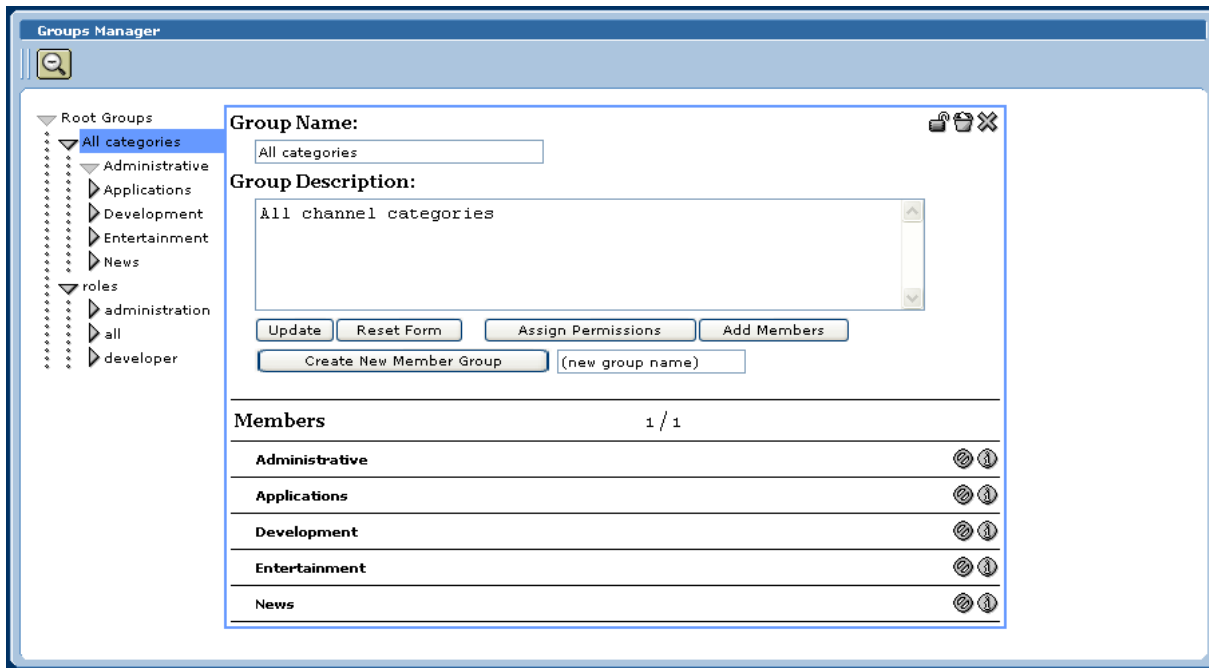 Groups Manager
Root Groups
All categories
Administrative
Applications
Development
Entertainment
News
roles
administration
all
developer
Group Name:
All categories
Group Description:
All channel categories
Update Reset Form Assign Permissions Add Members
Create New Member Group (new group name)
Members 1 / 1
Administrative
Applications
Development
Entertainment
News